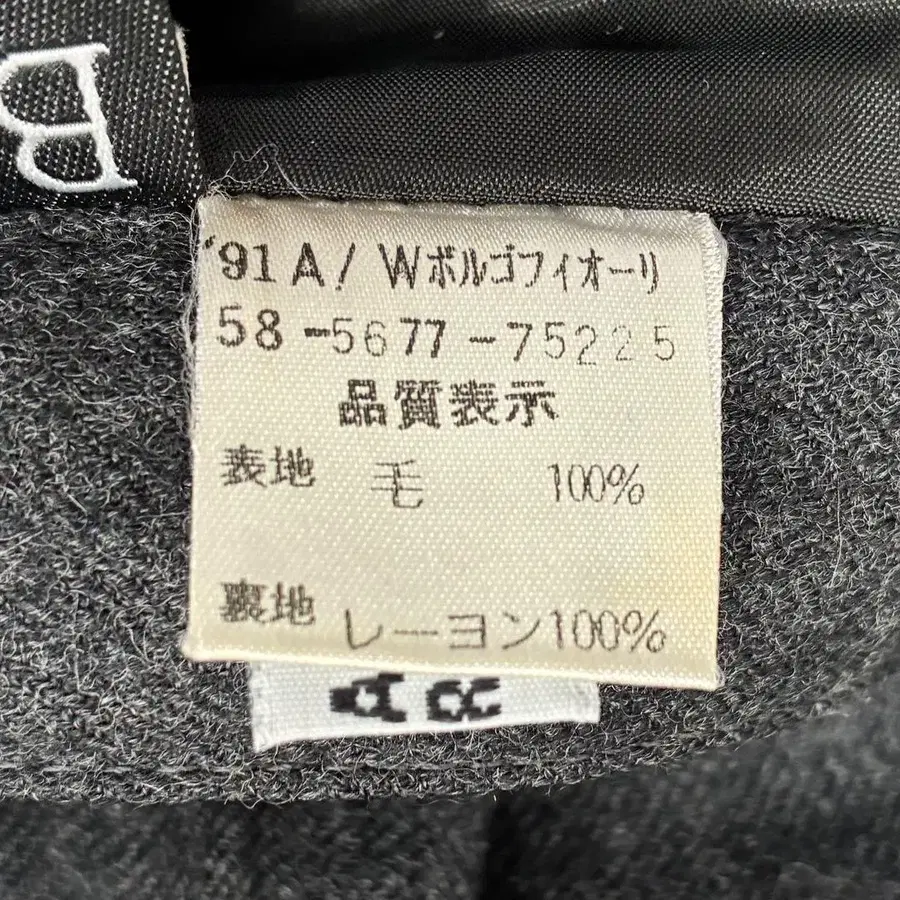 B
'91 A/Wボルゴフィオーリ
58-5677-75225
品質表示
表地 毛 100%
裏地 レーヨン100%
AR